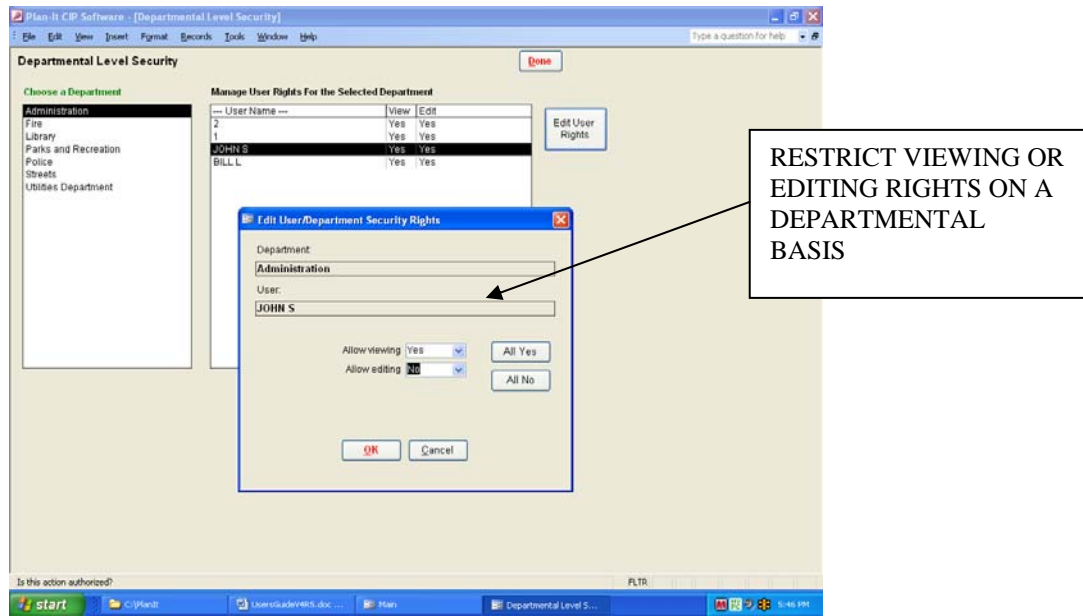 Plan-It CIP Software - [Departmental Level Security]
File Edit View Insert Format Records Tools Window Help
Type a question for help
Departmental Level Security
Done
Choose a Department
Manage User Rights For the Selected Department
Administration
Fire
Library
Parks and Recreation
Police
Streets
Utilities Department
--- User Name --- View Edit
2 Yes Yes
1 Yes Yes
JOHN S Yes Yes
BILL L Yes Yes
Edit User
Rights
RESTRICT VIEWING OR
EDITING RIGHTS ON A
DEPARTMENTAL
BASIS
Edit User/Department Security Rights
Department:
Administration
User:
JOHN S
Allow viewing Yes
All Yes
Allow editing No
All No
OK Cancel
Is this action authorized?
FLTR
start C:\PlanIt UsersGuideV4RS.doc ... Main Departmental Level S... 5:46 PM